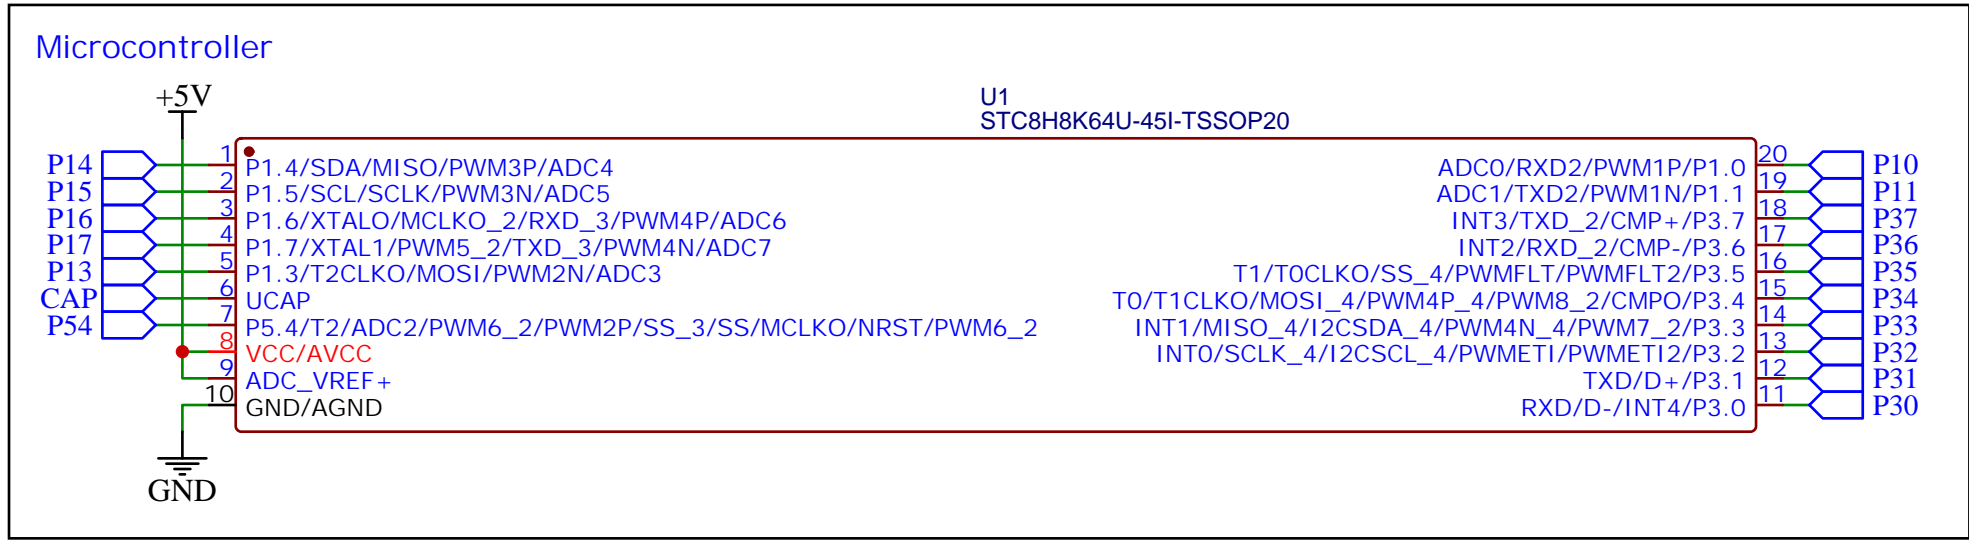 Microcontroller
+5V
U1
STC8H8K64U-45I-TSSOP20
P14 1 P1.4/SDA/MISO/PWM3P/ADC4
P15 2 P1.5/SCL/SCLK/PWM3N/ADC5
P16 3 P1.6/XTALO/MCLKO_2/RXD_3/PWM4P/ADC6
P17 4 P1.7/XTAL1/PWM5_2/TXD_3/PWM4N/ADC7
P13 5 P1.3/T2CLKO/MOSI/PWM2N/ADC3
CAP 6 UCAP
P54 7 P5.4/T2/ADC2/PWM6_2/PWM2P/SS_3/SS/MCLKO/NRST/PWM6_2
8 VCC/AVCC
9 ADC_VREF+
10 GND/AGND
GND
ADC0/RXD2/PWM1P/P1.0 20 P10
ADC1/TXD2/PWM1N/P1.1 19 P11
INT3/TXD_2/CMP+/P3.7 18 P37
INT2/RXD_2/CMP-/P3.6 17 P36
T1/T0CLKO/SS_4/PWMFLT/PWMFLT2/P3.5 16 P35
T0/T1CLKO/MOSI_4/PWM4P_4/PWM8_2/CMPO/P3.4 15 P34
INT1/MISO_4/I2CSDA_4/PWM4N_4/PWM7_2/P3.3 14 P33
INT0/SCLK_4/I2CSCL_4/PWMETI/PWMETI2/P3.2 13 P32
TXD/D+/P3.1 12 P31
RXD/D-/INT4/P3.0 11 P30